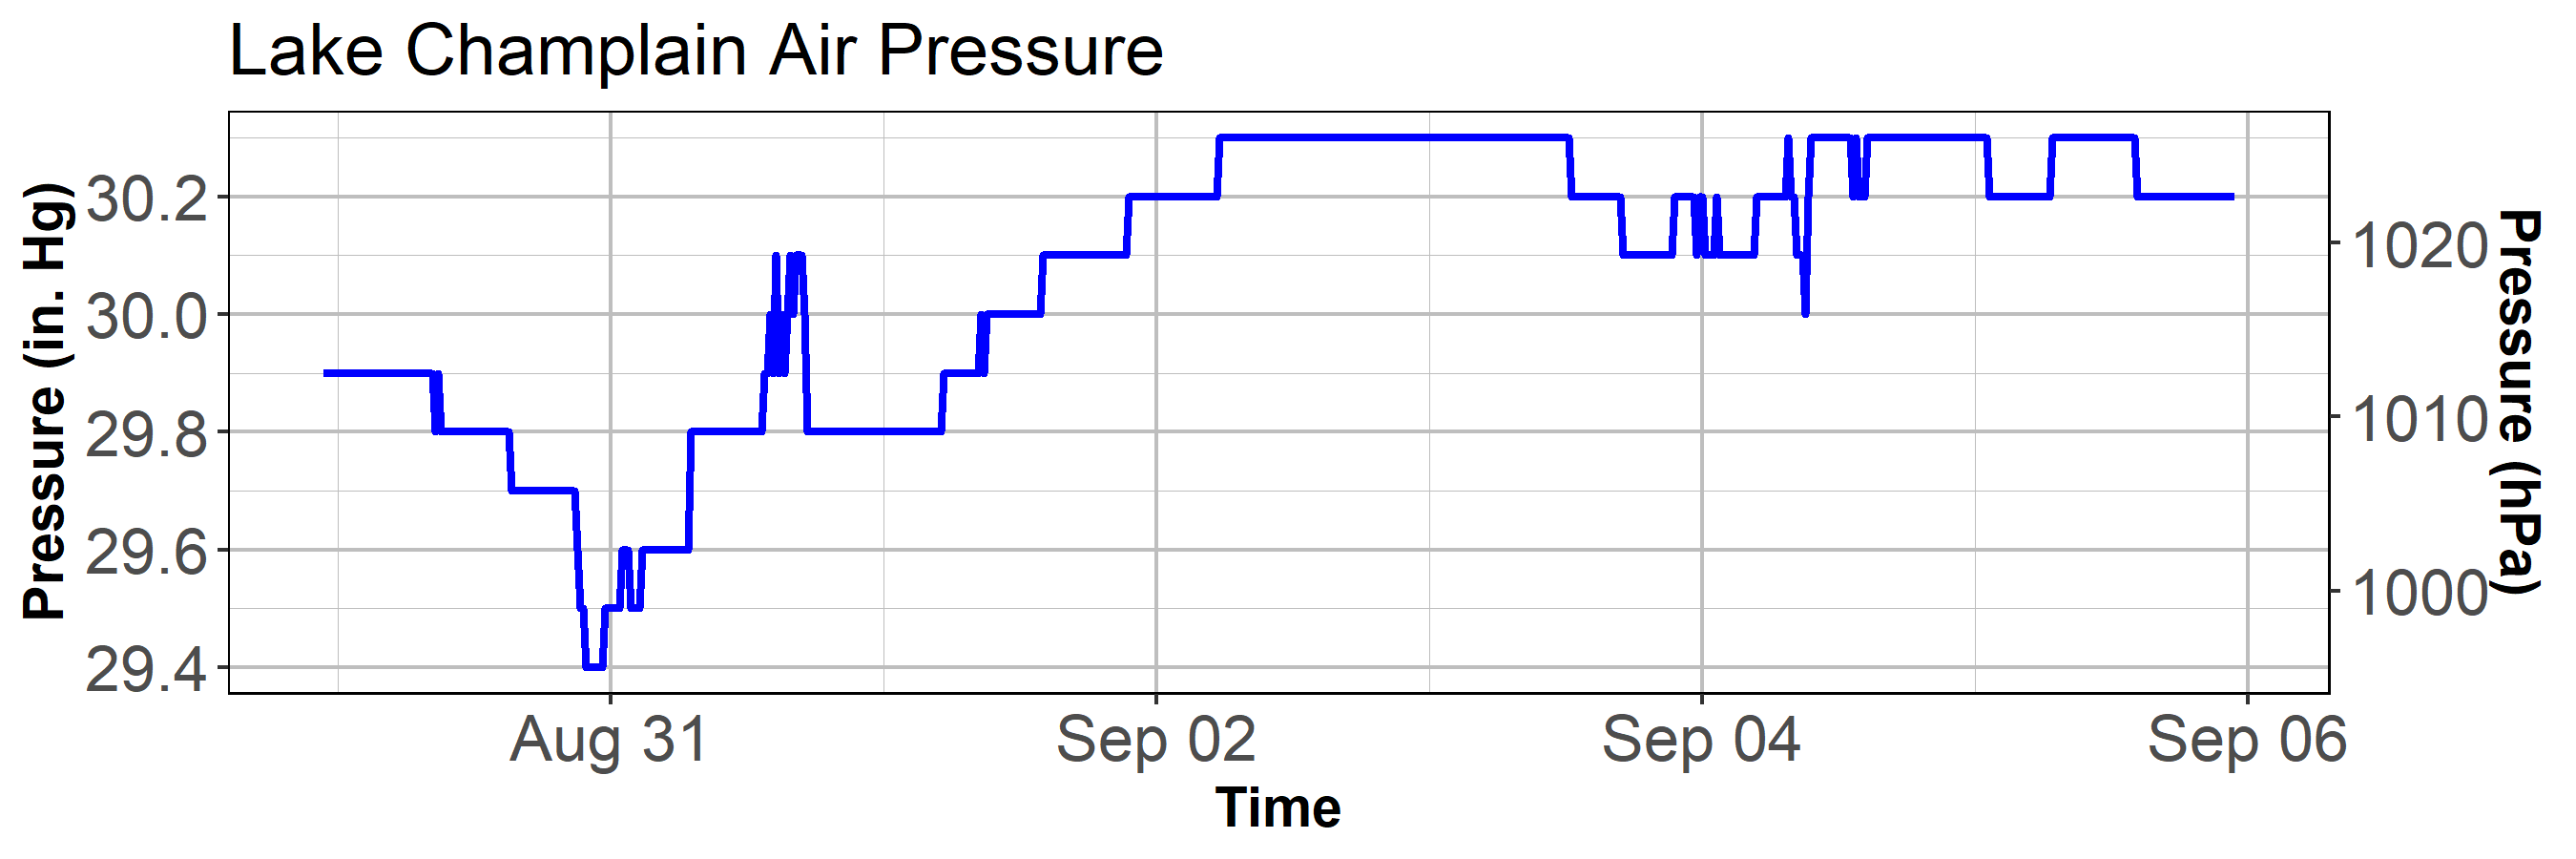 Lake Champlain Air Pressure
Pressure (in. Hg)
30.2
30.0
29.8
29.6
29.4
1020
1010
1000
Pressure (hPa)
Aug 31
Sep 02
Sep 04
Sep 06
Time